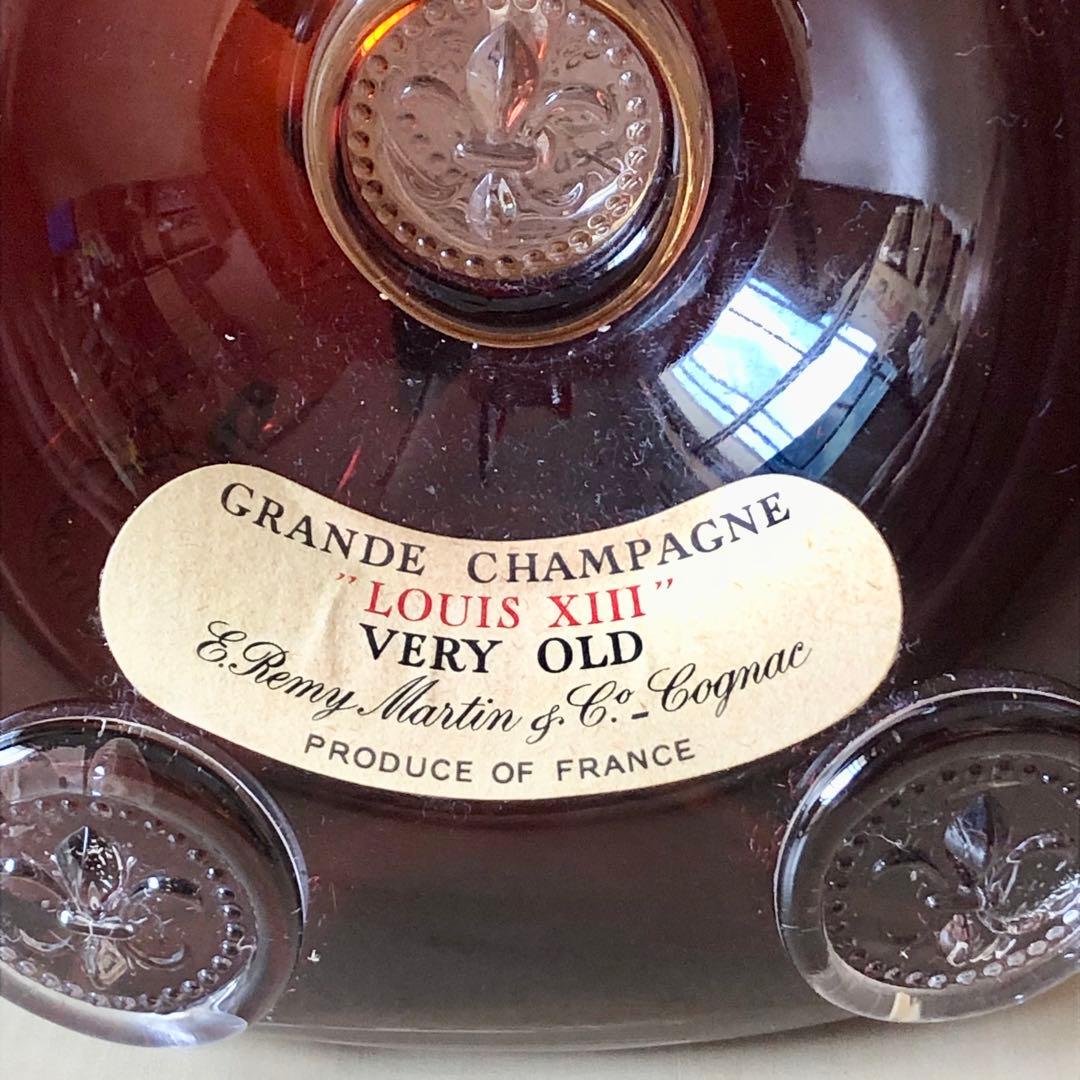 GRANDE CHAMPAGNE
"LOUIS XIII"
VERY OLD
E. Remy Martin & Co. - Cognac
PRODUCE OF FRANCE